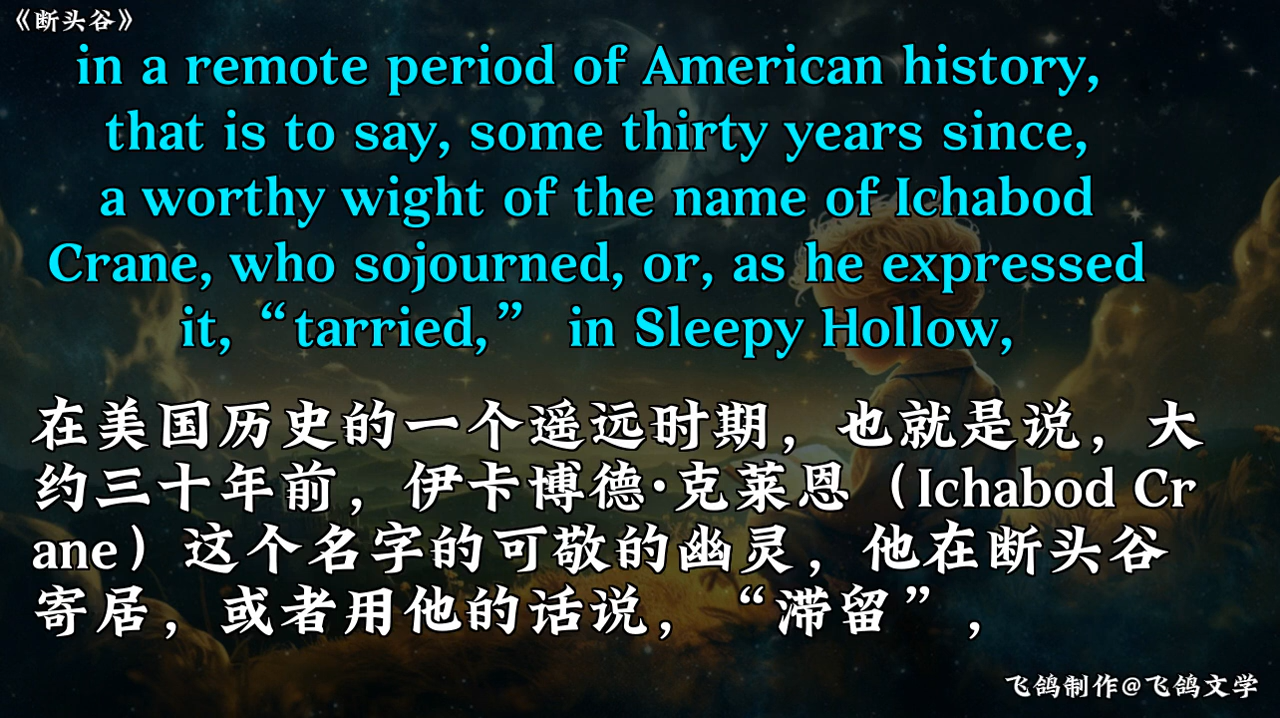 《断头谷》
in a remote period of American history,
that is to say, some thirty years since,
a worthy wight of the name of Ichabod
Crane, who sojourned, or, as he expressed
it, “tarried,” in Sleepy Hollow,
在美国历史的一个遥远时期，也就是说，大
约三十年前，伊卡博德·克莱恩（Ichabod Cr
ane）这个名字的可敬的幽灵，他在断头谷
寄居，或者用他的话说，“滞留”，
飞鸽制作@飞鸽文学